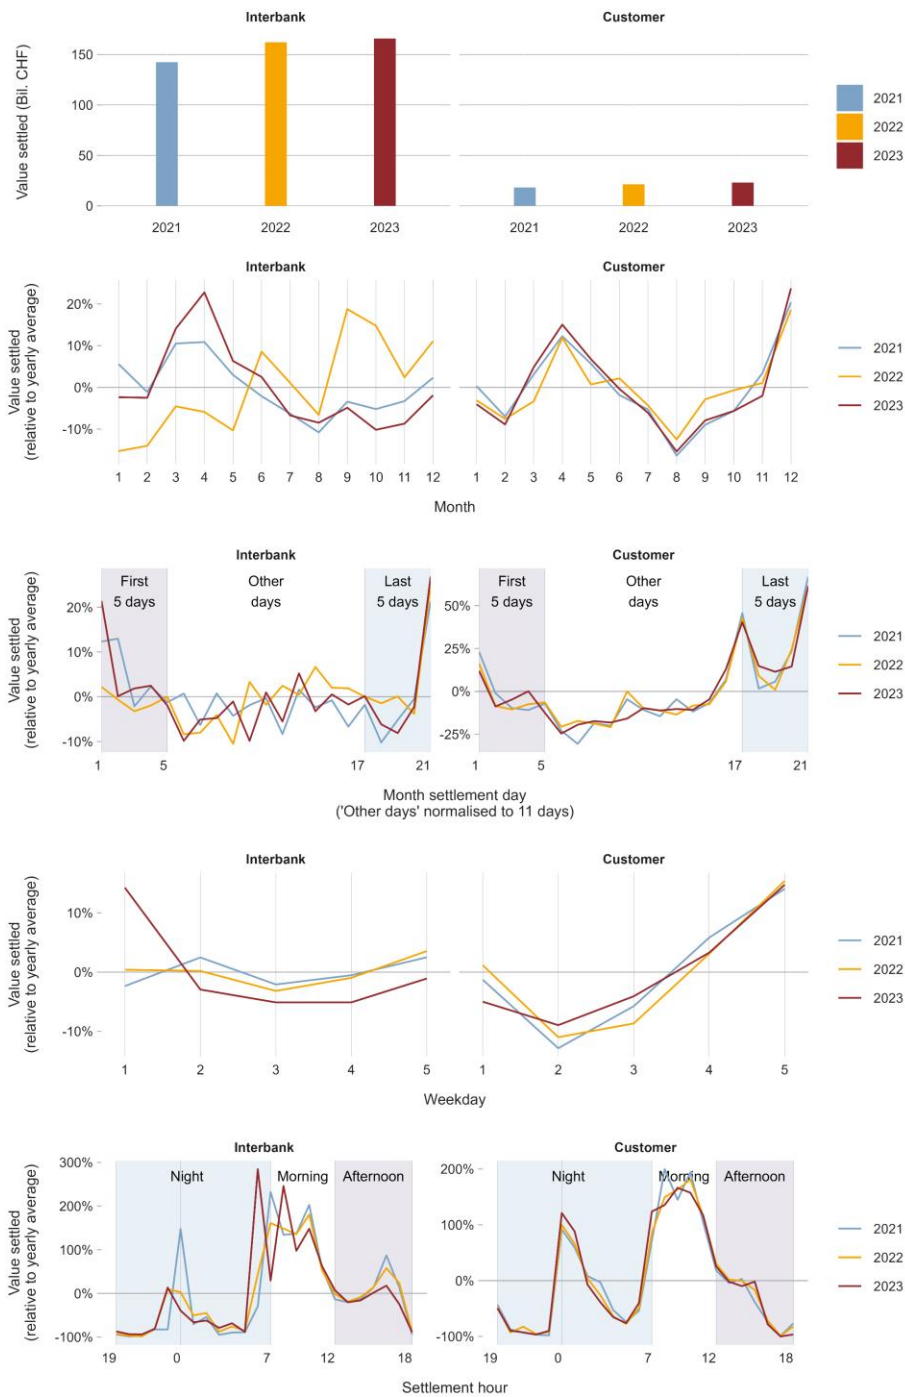 Interbank
Customer
Value settled (Bil. CHF)
150
100
50
0
2021
2022
2023
2021
2022
2023
2021
2022
2023
Interbank
Customer
Value settled
(relative to yearly average)
20%
10%
0%
-10%
1 2 3 4 5 6 7 8 9 10 11 12
1 2 3 4 5 6 7 8 9 10 11 12
Month
2021
2022
2023
Interbank
Customer
Value settled
(relative to yearly average)
20%
10%
0%
-10%
First
5 days
Other
days
Last
5 days
1 5 17 21
50%
25%
0%
-25%
First
5 days
Other
days
Last
5 days
1 5 17 21
Month settlement day
('Other days' normalised to 11 days)
2021
2022
2023
Interbank
Customer
Value settled
(relative to yearly average)
10%
0%
-10%
1 2 3 4 5
1 2 3 4 5
Weekday
2021
2022
2023
Interbank
Customer
Value settled
(relative to yearly average)
300%
200%
100%
0%
-100%
Night
Morning
Afternoon
19 0 7 12 18
200%
100%
0%
-100%
Night
Morning
Afternoon
19 0 7 12 18
Settlement hour
2021
2022
2023